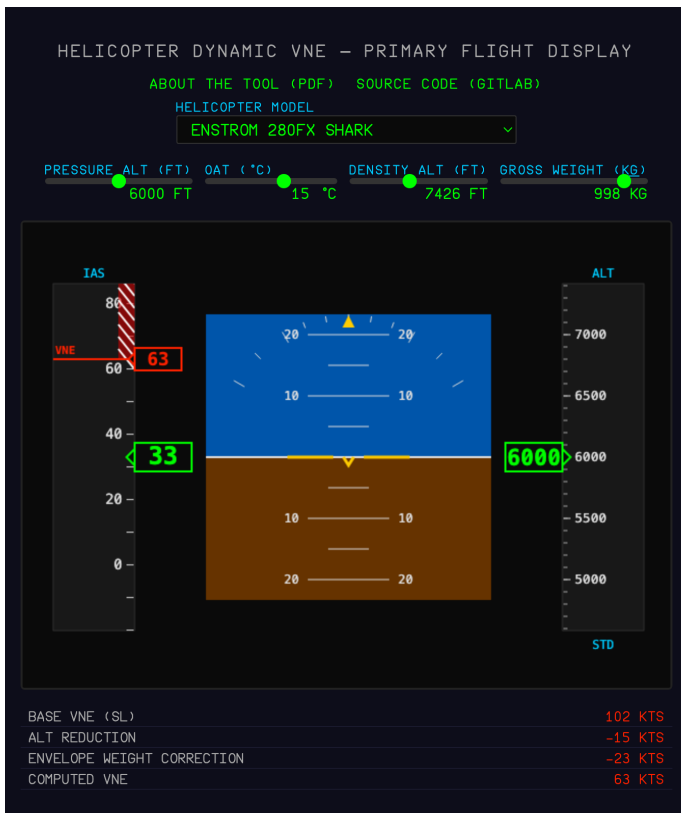 HELICOPTER DYNAMIC VNE – PRIMARY FLIGHT DISPLAY
ABOUT THE TOOL (PDF) SOURCE CODE (GITLAB)
HELICOPTER MODEL
ENSTROM 280FX SHARK
PRESSURE ALT (FT) OAT (°C) DENSITY ALT (FT) GROSS WEIGHT (KG)
6000 FT 15 °C 7426 FT 998 KG
IAS ALT
80
20 20 7000
VNE 63
60
10 10 6500
40
33 6000 6000
20
10 10 5500
0
20 20 5000
STD
BASE VNE (SL) 102 KTS
ALT REDUCTION -15 KTS
ENVELOPE WEIGHT CORRECTION -23 KTS
COMPUTED VNE 63 KTS